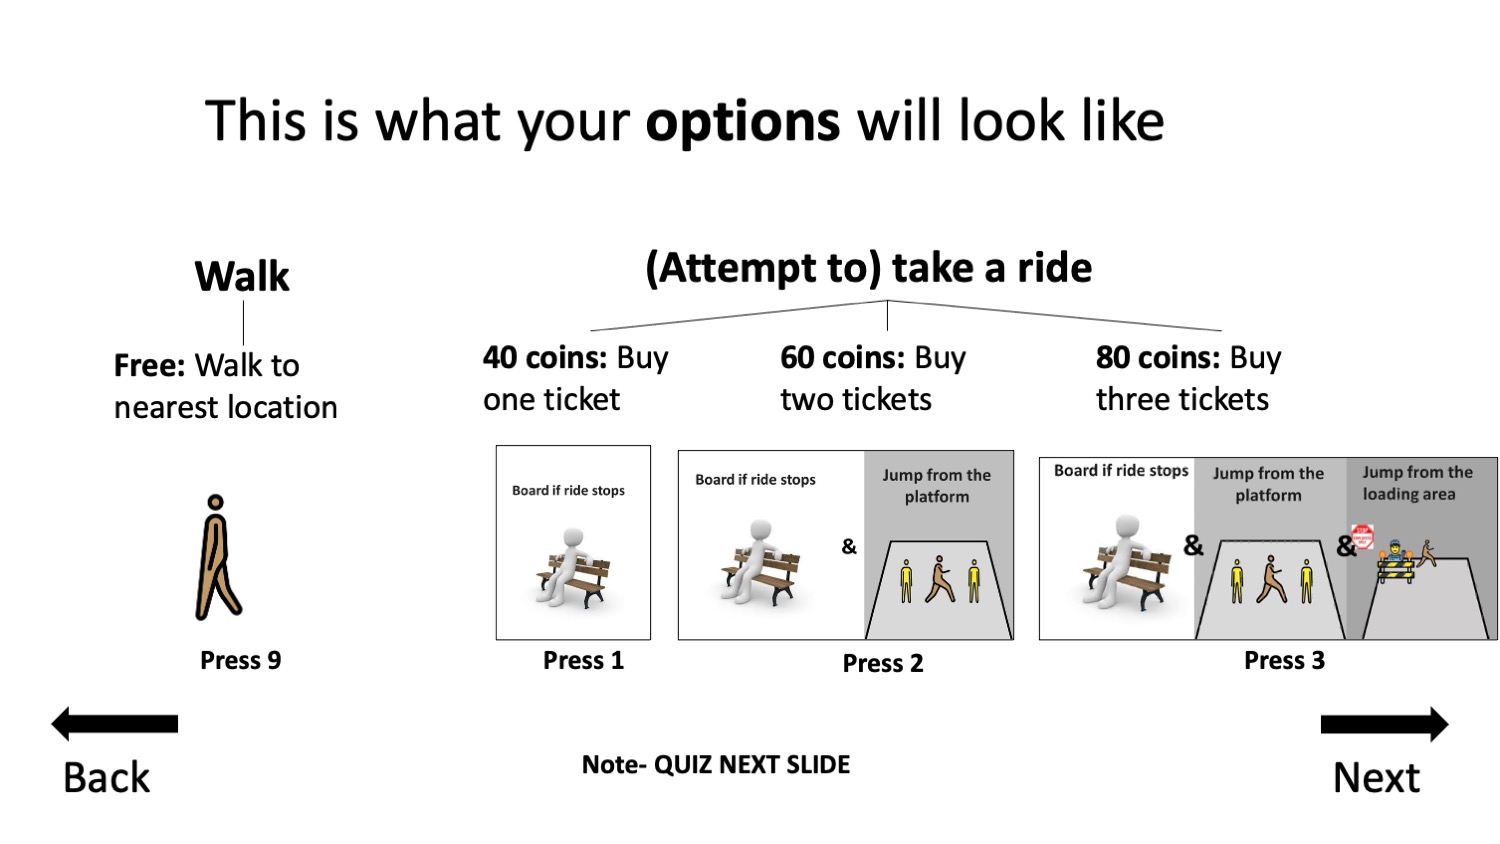 This is what your options will look like
Walk
(Attempt to) take a ride
Free: Walk to
nearest location
40 coins: Buy
one ticket
60 coins: Buy
two tickets
80 coins: Buy
three tickets
Board if ride stops
Board if ride stops
&
Jump from the
platform
Board if ride stops
&
Jump from the
platform
&
Jump from the
loading area
STOP
Press 9
Press 1
Press 2
Press 3
Back
Note- QUIZ NEXT SLIDE
Next